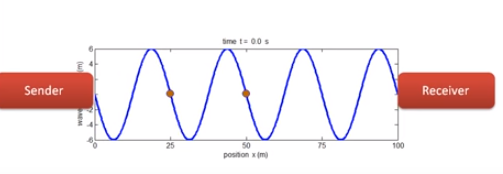 time t = 0.0 s
6
4
(m)
Sender
Receiver
wave
-4
-6
0
25
50
75
100
position x (m)